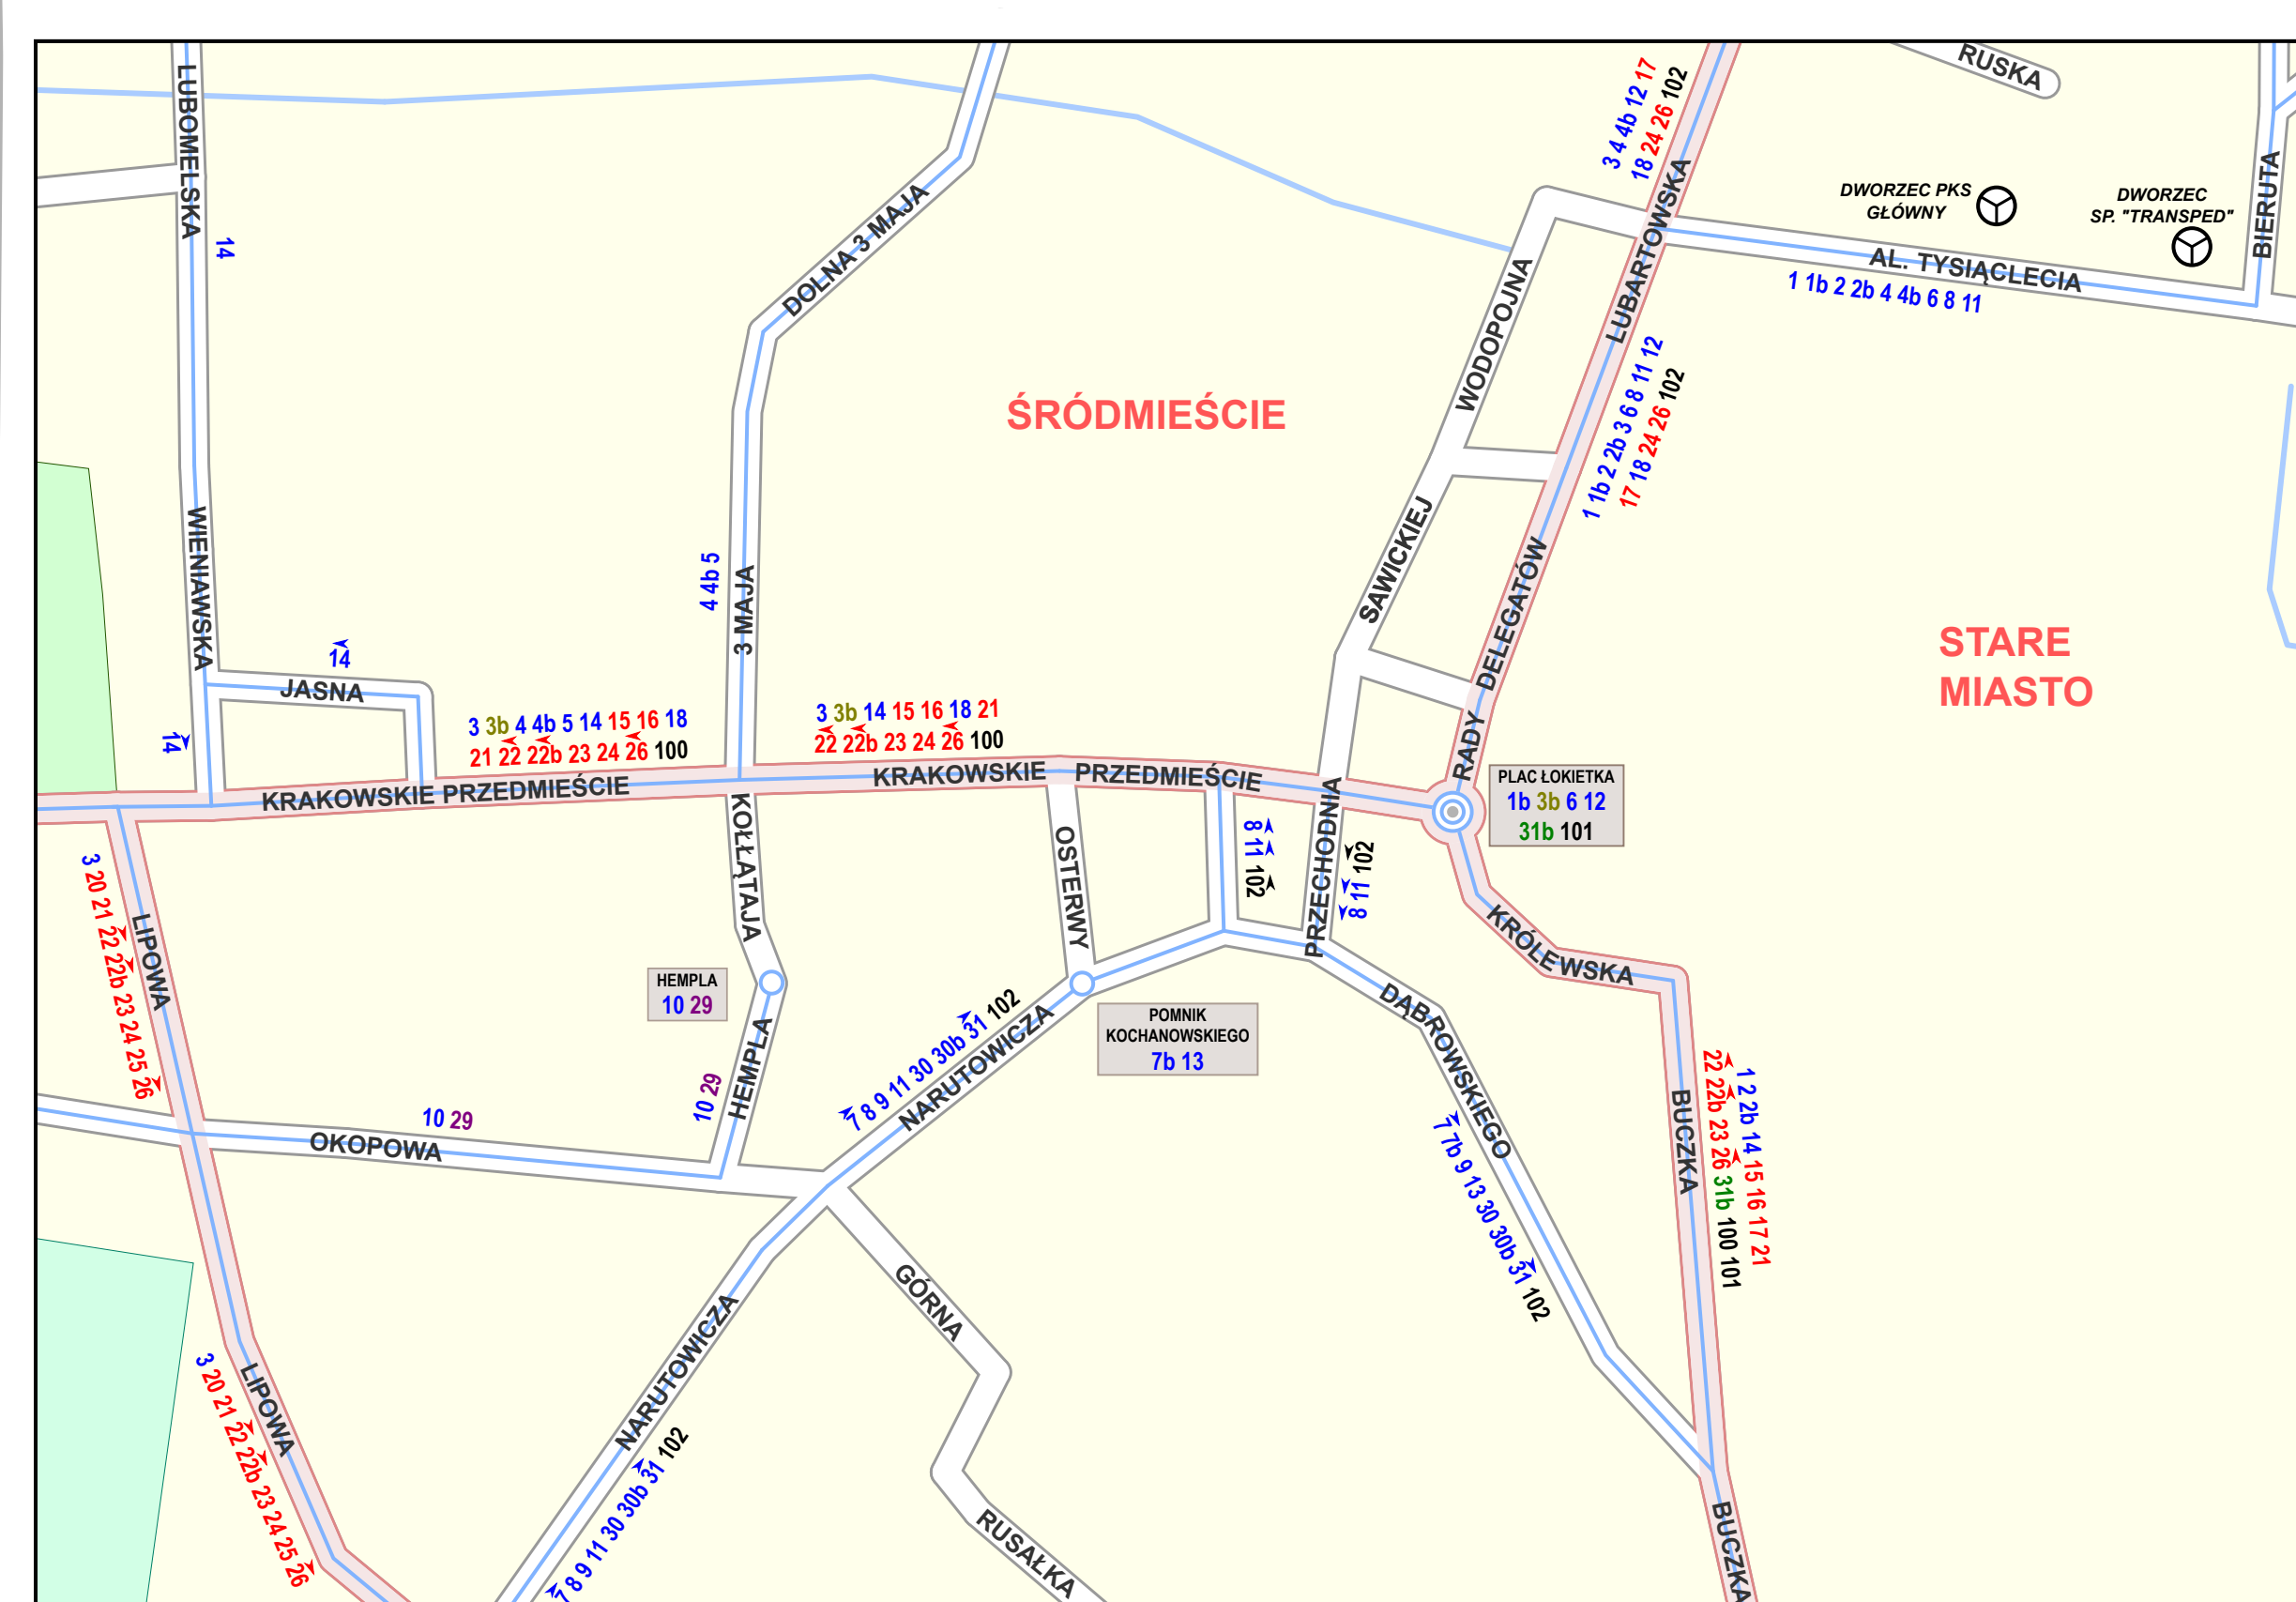 LUBOMELSKA
14
WIENIAWSKA
14
JASNA
14
DOLNA 3 MAJA
4 4b 5
3 MAJA
ŚRÓDMIEŚCIE
3 4 4b 12 17
18 24 26 102
LUBARTOWSKA
RUSKA
DWORZEC PKS
GŁÓWNY
DWORZEC
SP. "TRANSPED"
BIERUTA
AL. TYSIĄCLECIA
1 1b 2 2b 4 4b 6 8 11
WODOPOJNA
SAWICKIEJ
1 1b 2 2b 3 6 8 11 12
17 18 24 26 102
RADY DELEGATÓW
STARE
MIASTO
3 3b 4 4b 5 14 15 16 18
21 22 22b 23 24 26 100
KRAKOWSKIE PRZEDMIEŚCIE
3 3b 14 15 16 18 21
22 22b 23 24 26 100
KRAKOWSKIE PRZEDMIEŚCIE
PLAC ŁOKIETKA
1b 3b 6 12
31b 101
3 20 21 22 22b 23 24 25 26
LIPOWA
KOŁŁĄTAJA
OSTERWY
8 11 102
PRZECHODNIA
8 11 102
KRÓLEWSKA
HEMPLA
10 29
10 29
HEMPLA
10 29
OKOPOWA
7 8 9 11 30 30b 31 102
NARUTOWICZA
POMNIK
KOCHANOWSKIEGO
7b 13
DĄBROWSKIEGO
7 7b 9 13 30 30b 31 102
BUCZKA
1 2 2b 14 15 16 17 21
22 22b 23 26 31b 100 101
GÓRNA
NARUTOWICZA
7 8 9 11 30 30b 31 102
LIPOWA
3 20 21 22 22b 23 24 25 26
RUSAŁKA
BUCZKA